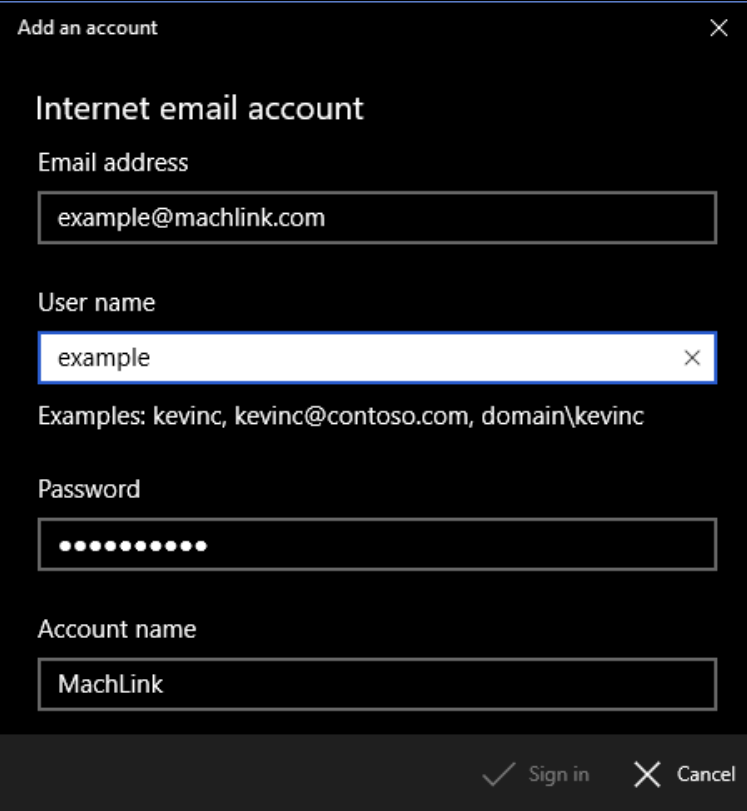 Add an account
Internet email account
Email address
example@machlink.com
User name
example
Examples: kevinc, kevinc@contoso.com, domain\kevinc
Password
●●●●●●●●●●
Account name
MachLink
Sign in
Cancel